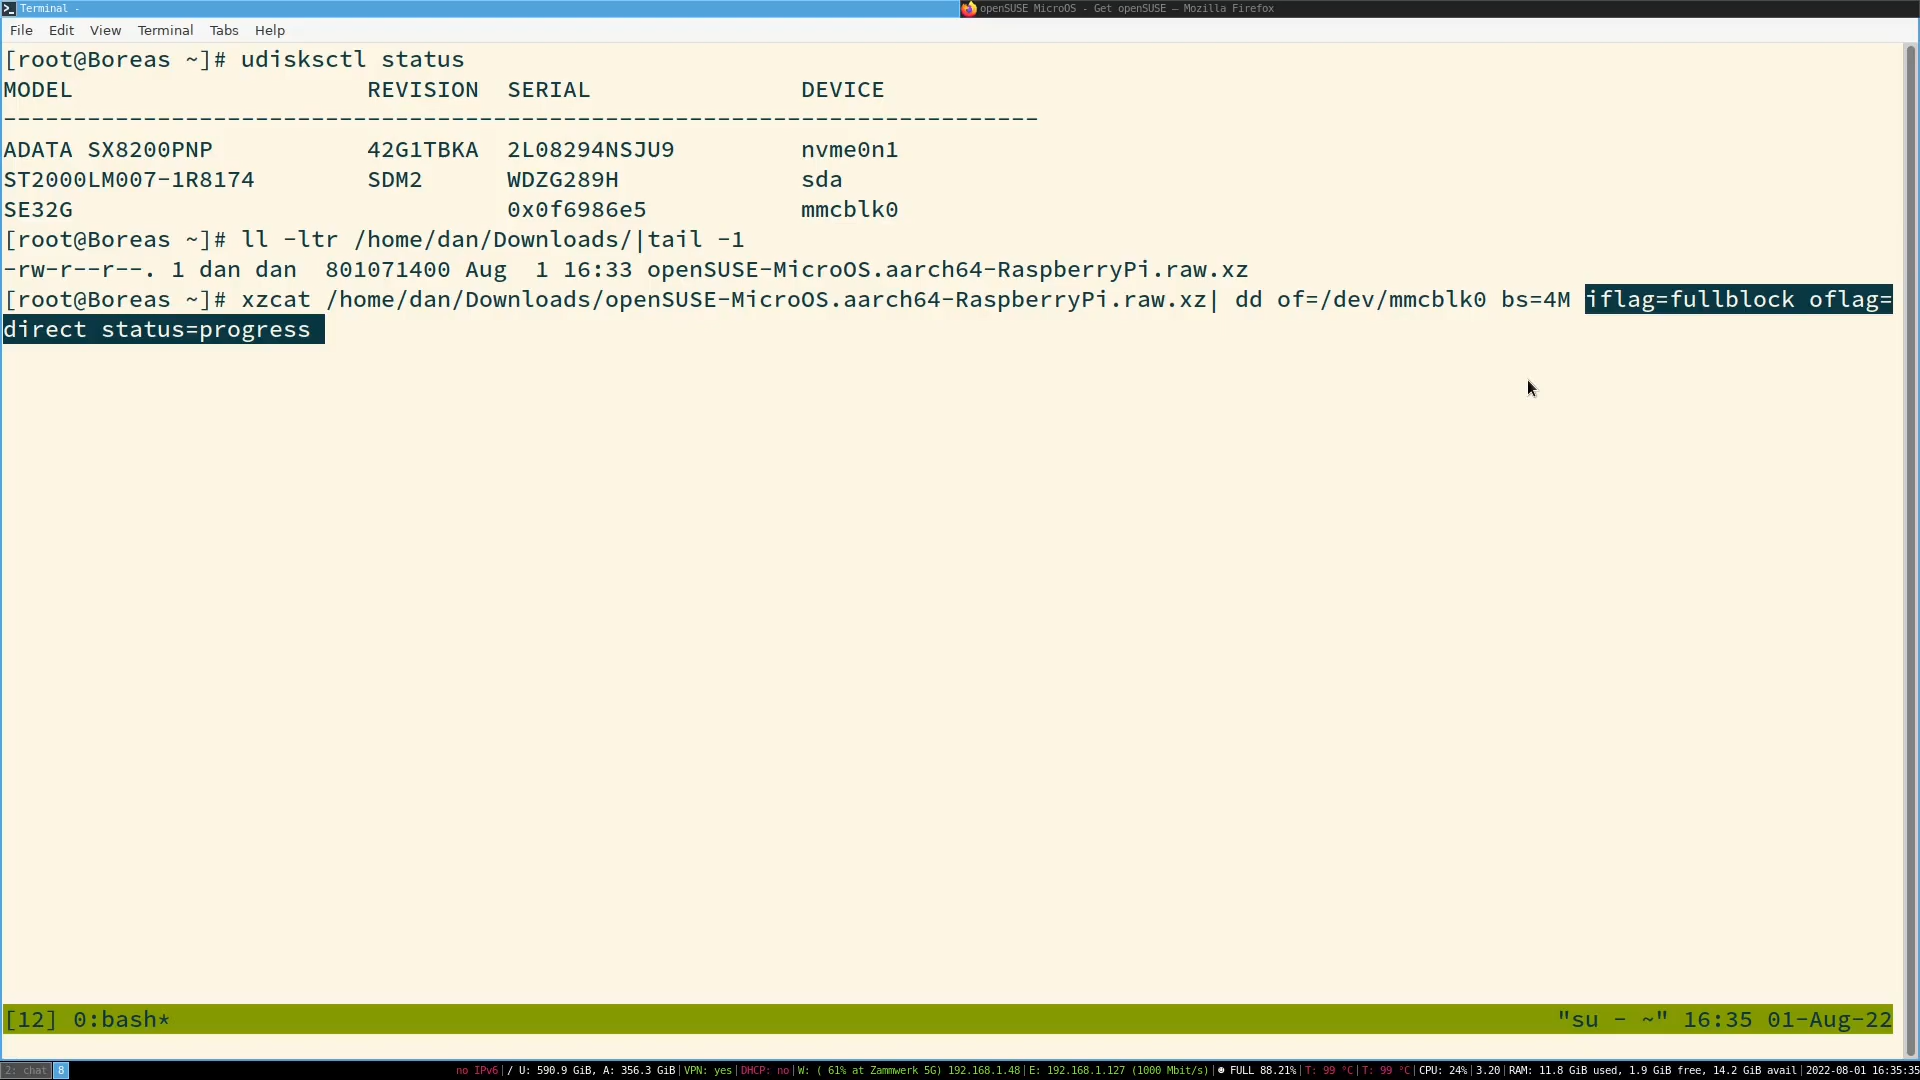 Terminal -
openSUSE MicroOS - Get openSUSE — Mozilla Firefox
File Edit View Terminal Tabs Help
[root@Boreas ~]# udisksctl status
MODEL                     REVISION  SERIAL               DEVICE
--------------------------------------------------------------------------
ADATA SX8200PNP           42G1TBKA  2L08294NSJU9         nvme0n1
ST2000LM007-1R8174        SDM2      WDZG289H             sda
SE32G                               0x0f6986e5           mmcblk0
[root@Boreas ~]# ll -ltr /home/dan/Downloads/|tail -1
-rw-r--r--. 1 dan dan  801071400 Aug  1 16:33 openSUSE-MicroOS.aarch64-RaspberryPi.raw.xz
[root@Boreas ~]# xzcat /home/dan/Downloads/openSUSE-MicroOS.aarch64-RaspberryPi.raw.xz| dd of=/dev/mmcblk0 bs=4M iflag=fullblock oflag=
direct status=progress
[12] 0:bash* "su - ~" 16:35 01-Aug-22
2: chat 8 no IPv6|/ U: 590.9 GiB, A: 356.3 GiB|VPN: yes|DHCP: no|W: ( 61% at Zammwerk 5G) 192.168.1.48|E: 192.168.1.127 (1000 Mbit/s)|☻ FULL 88.21%|T: 99 °C|T: 99 °C|CPU: 24%|3.20|RAM: 11.8 GiB used, 1.9 GiB free, 14.2 GiB avail|2022-08-01 16:35:35